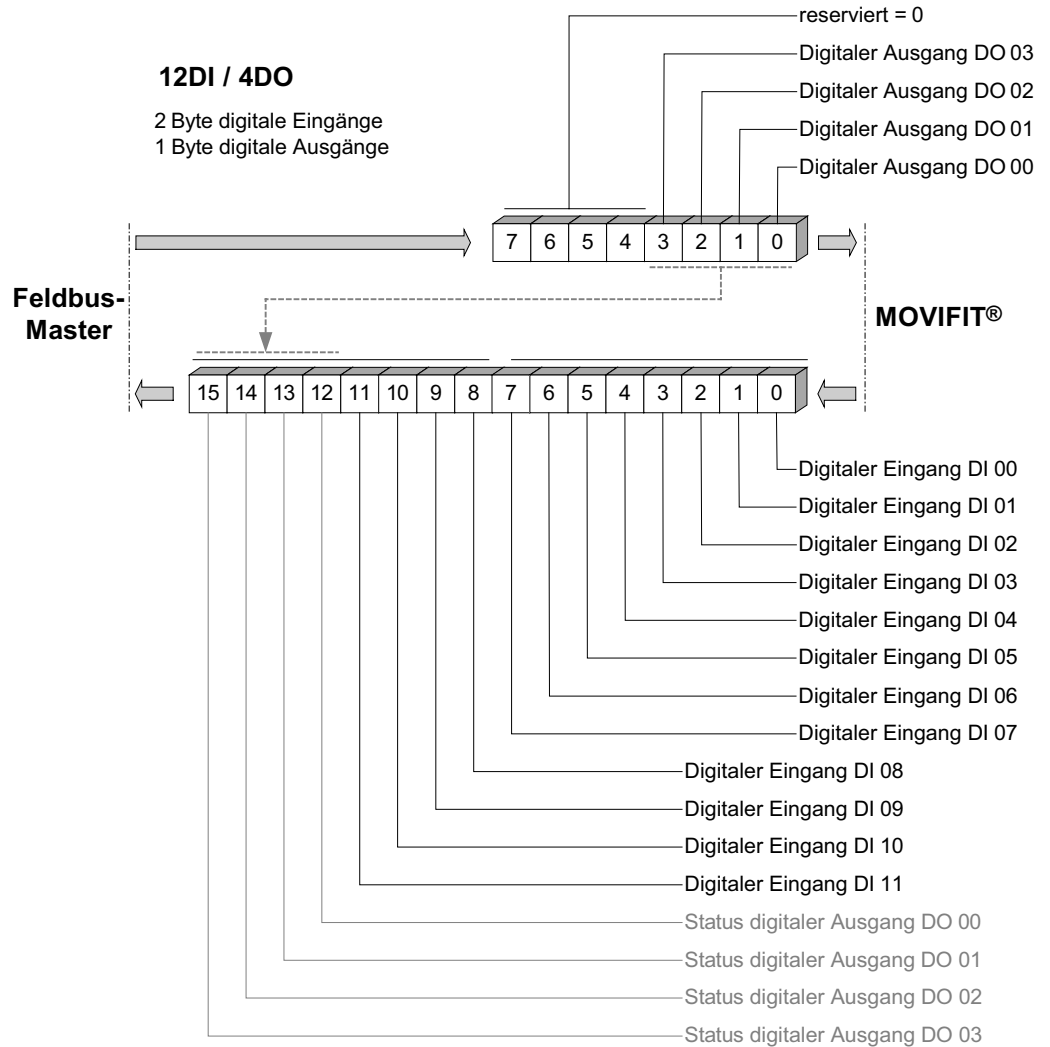 reserviert = 0
Digitaler Ausgang DO 03
12DI / 4DO
Digitaler Ausgang DO 02
2 Byte digitale Eingänge
Digitaler Ausgang DO 01
1 Byte digitale Ausgänge
Digitaler Ausgang DO 00
7 6 5 4 3 2 1 0
Feldbus-
Master
MOVIFIT®
15 14 13 12 11 10 9 8 7 6 5 4 3 2 1 0
Digitaler Eingang DI 00
Digitaler Eingang DI 01
Digitaler Eingang DI 02
Digitaler Eingang DI 03
Digitaler Eingang DI 04
Digitaler Eingang DI 05
Digitaler Eingang DI 06
Digitaler Eingang DI 07
Digitaler Eingang DI 08
Digitaler Eingang DI 09
Digitaler Eingang DI 10
Digitaler Eingang DI 11
Status digitaler Ausgang DO 00
Status digitaler Ausgang DO 01
Status digitaler Ausgang DO 02
Status digitaler Ausgang DO 03